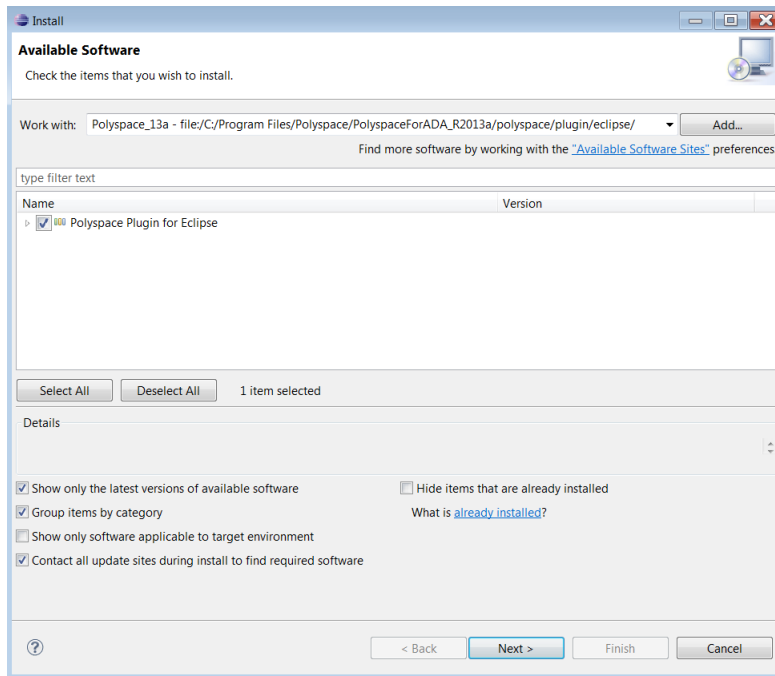 Install
Available Software
Check the items that you wish to install.
Work with: Polyspace_13a - file:/C:/Program Files/Polyspace/PolyspaceForADA_R2013a/polyspace/plugin/eclipse/ Add...
Find more software by working with the "Available Software Sites" preferences
type filter text
Name Version
Polyspace Plugin for Eclipse
Select All Deselect All 1 item selected
Details
Show only the latest versions of available software Hide items that are already installed
Group items by category What is already installed?
Show only software applicable to target environment
Contact all update sites during install to find required software
? < Back Next > Finish Cancel